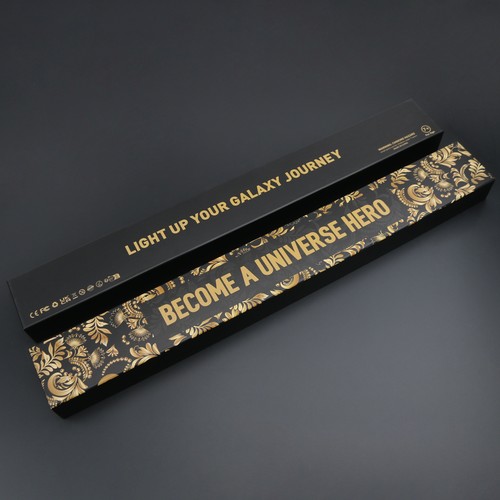 LIGHT UP YOUR GALAXY JOURNEY
BECOME A UNIVERSE HERO